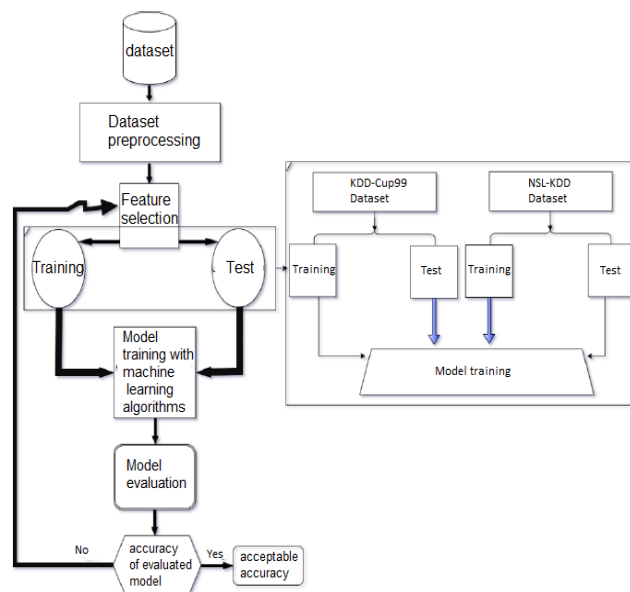 dataset
Dataset
preprocessing
Feature
selection
Training
Test
Model
training with
machine
learning
algorithms
Model
evaluation
No
accuracy
of evaluated
model
Yes
acceptable
accuracy
KDD-Cup99
Dataset
NSL-KDD
Dataset
Training
Test
Training
Test
Model training